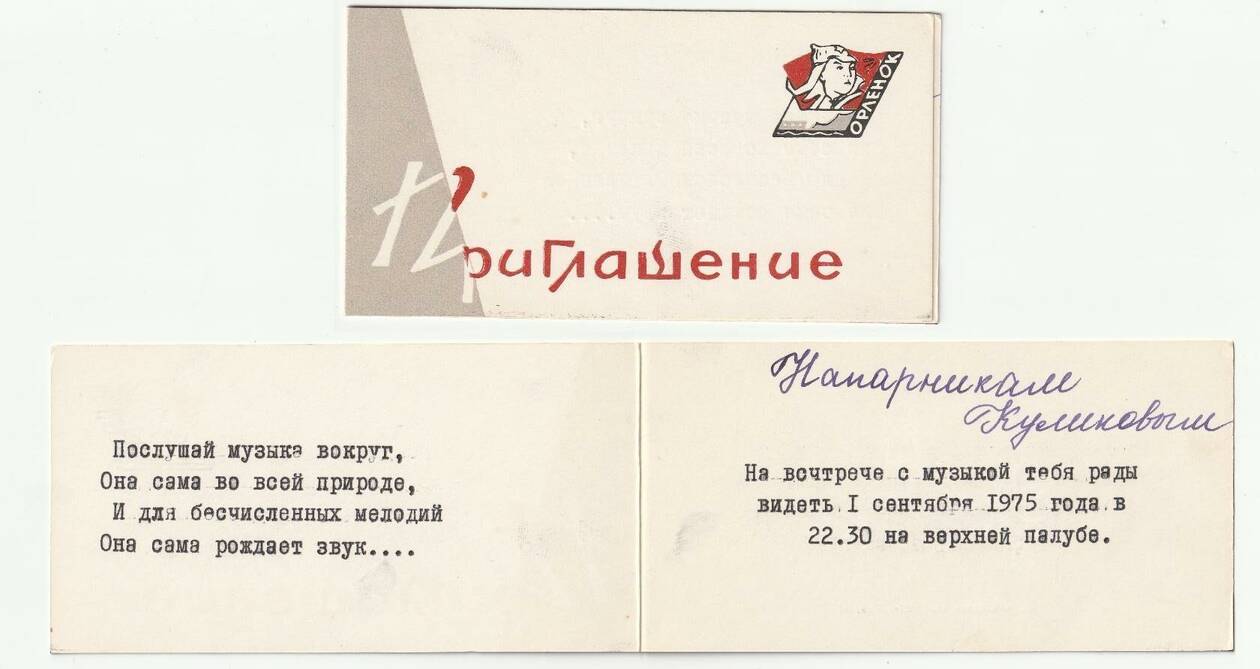 ОРЛЕНОК
Приглашение
Послушай музыка вокруг,
Она сама во всей природе,
И для бесчисленных мелодий
Она сама рождает звук....
Напарникам
Куликовым
На всчтрече с музыкой тебя рады
видеть I сентября 1975 года в
22.30 на верхней палубе.